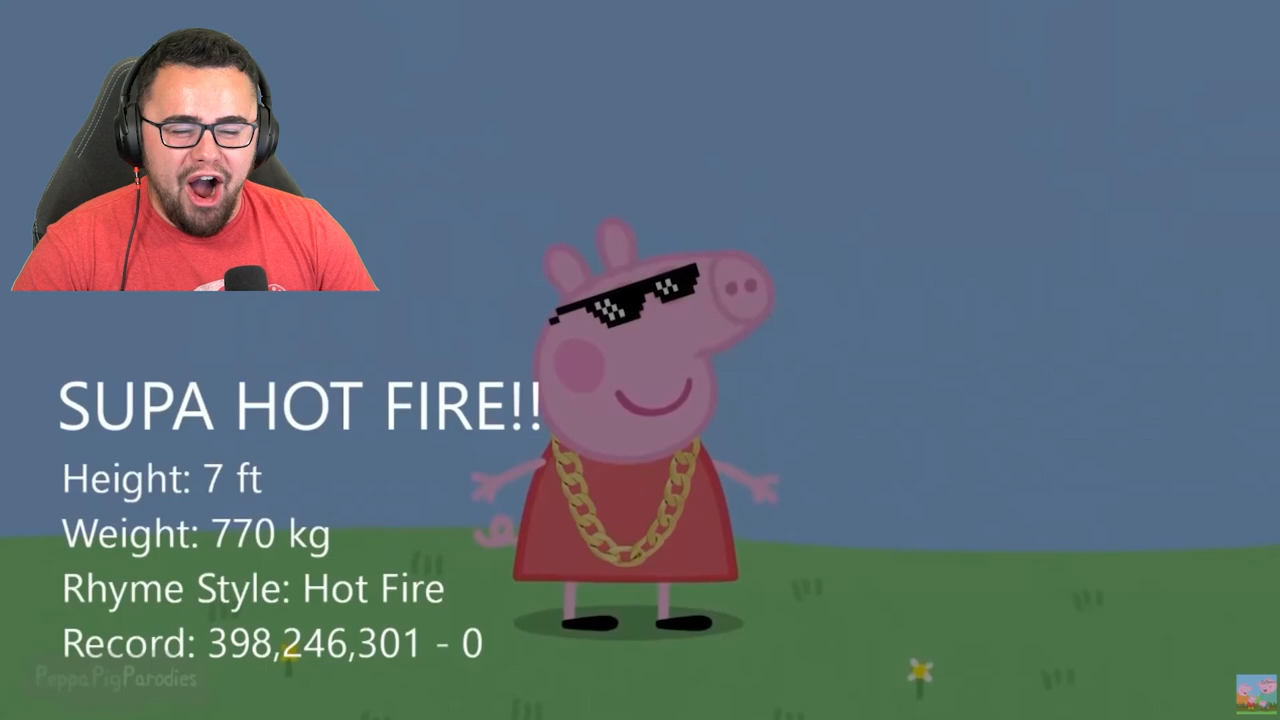 SUPA HOT FIRE!!
Height: 7 ft
Weight: 770 kg
Rhyme Style: Hot Fire
Record: 398,246,301 - 0
PeppaPigParodies